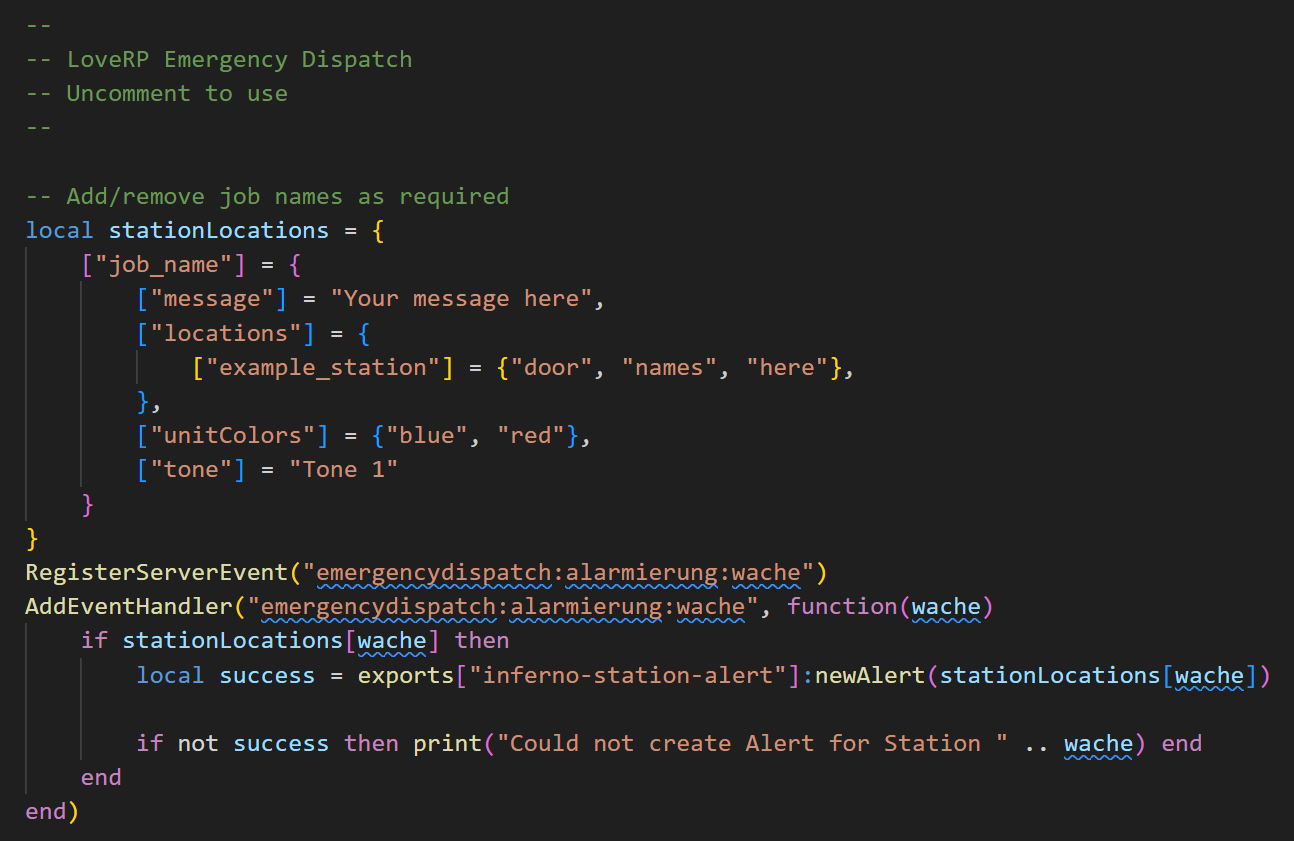 --
-- LoveRP Emergency Dispatch
-- Uncomment to use
--
-- Add/remove job names as required
local stationLocations = {
    ["job_name"] = {
        ["message"] = "Your message here",
        ["locations"] = {
            ["example_station"] = {"door", "names", "here"},
        },
        ["unitColors"] = {"blue", "red"},
        ["tone"] = "Tone 1"
    }
}
RegisterServerEvent("emergencydispatch:alarmierung:wache")
AddEventHandler("emergencydispatch:alarmierung:wache", function(wache)
    if stationLocations[wache] then
        local success = exports["inferno-station-alert"]:newAlert(stationLocations[wache])
        if not success then print("Could not create Alert for Station " .. wache) end
    end
end)